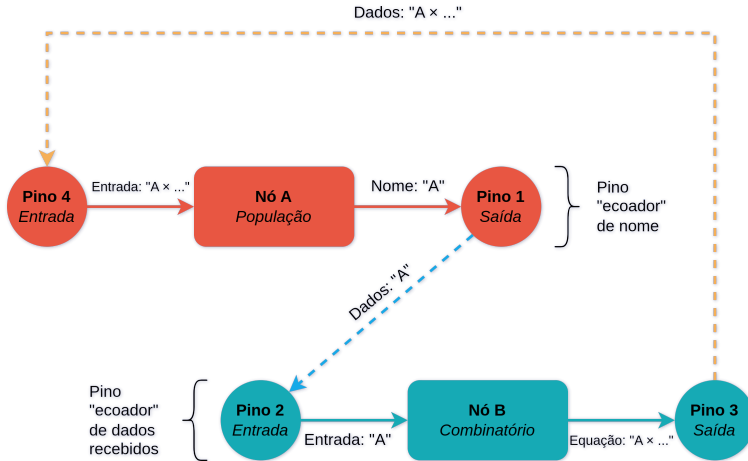 Dados: "A × ..."
Pino 4
Entrada
Entrada: "A × ..."
Nó A
População
Nome: "A"
Pino 1
Saída
Pino
"ecoador"
de nome
Dados: "A"
Pino
"ecoador"
de dados
recebidos
Pino 2
Entrada
Entrada: "A"
Nó B
Combinatório
Equação: "A × ..."
Pino 3
Saída